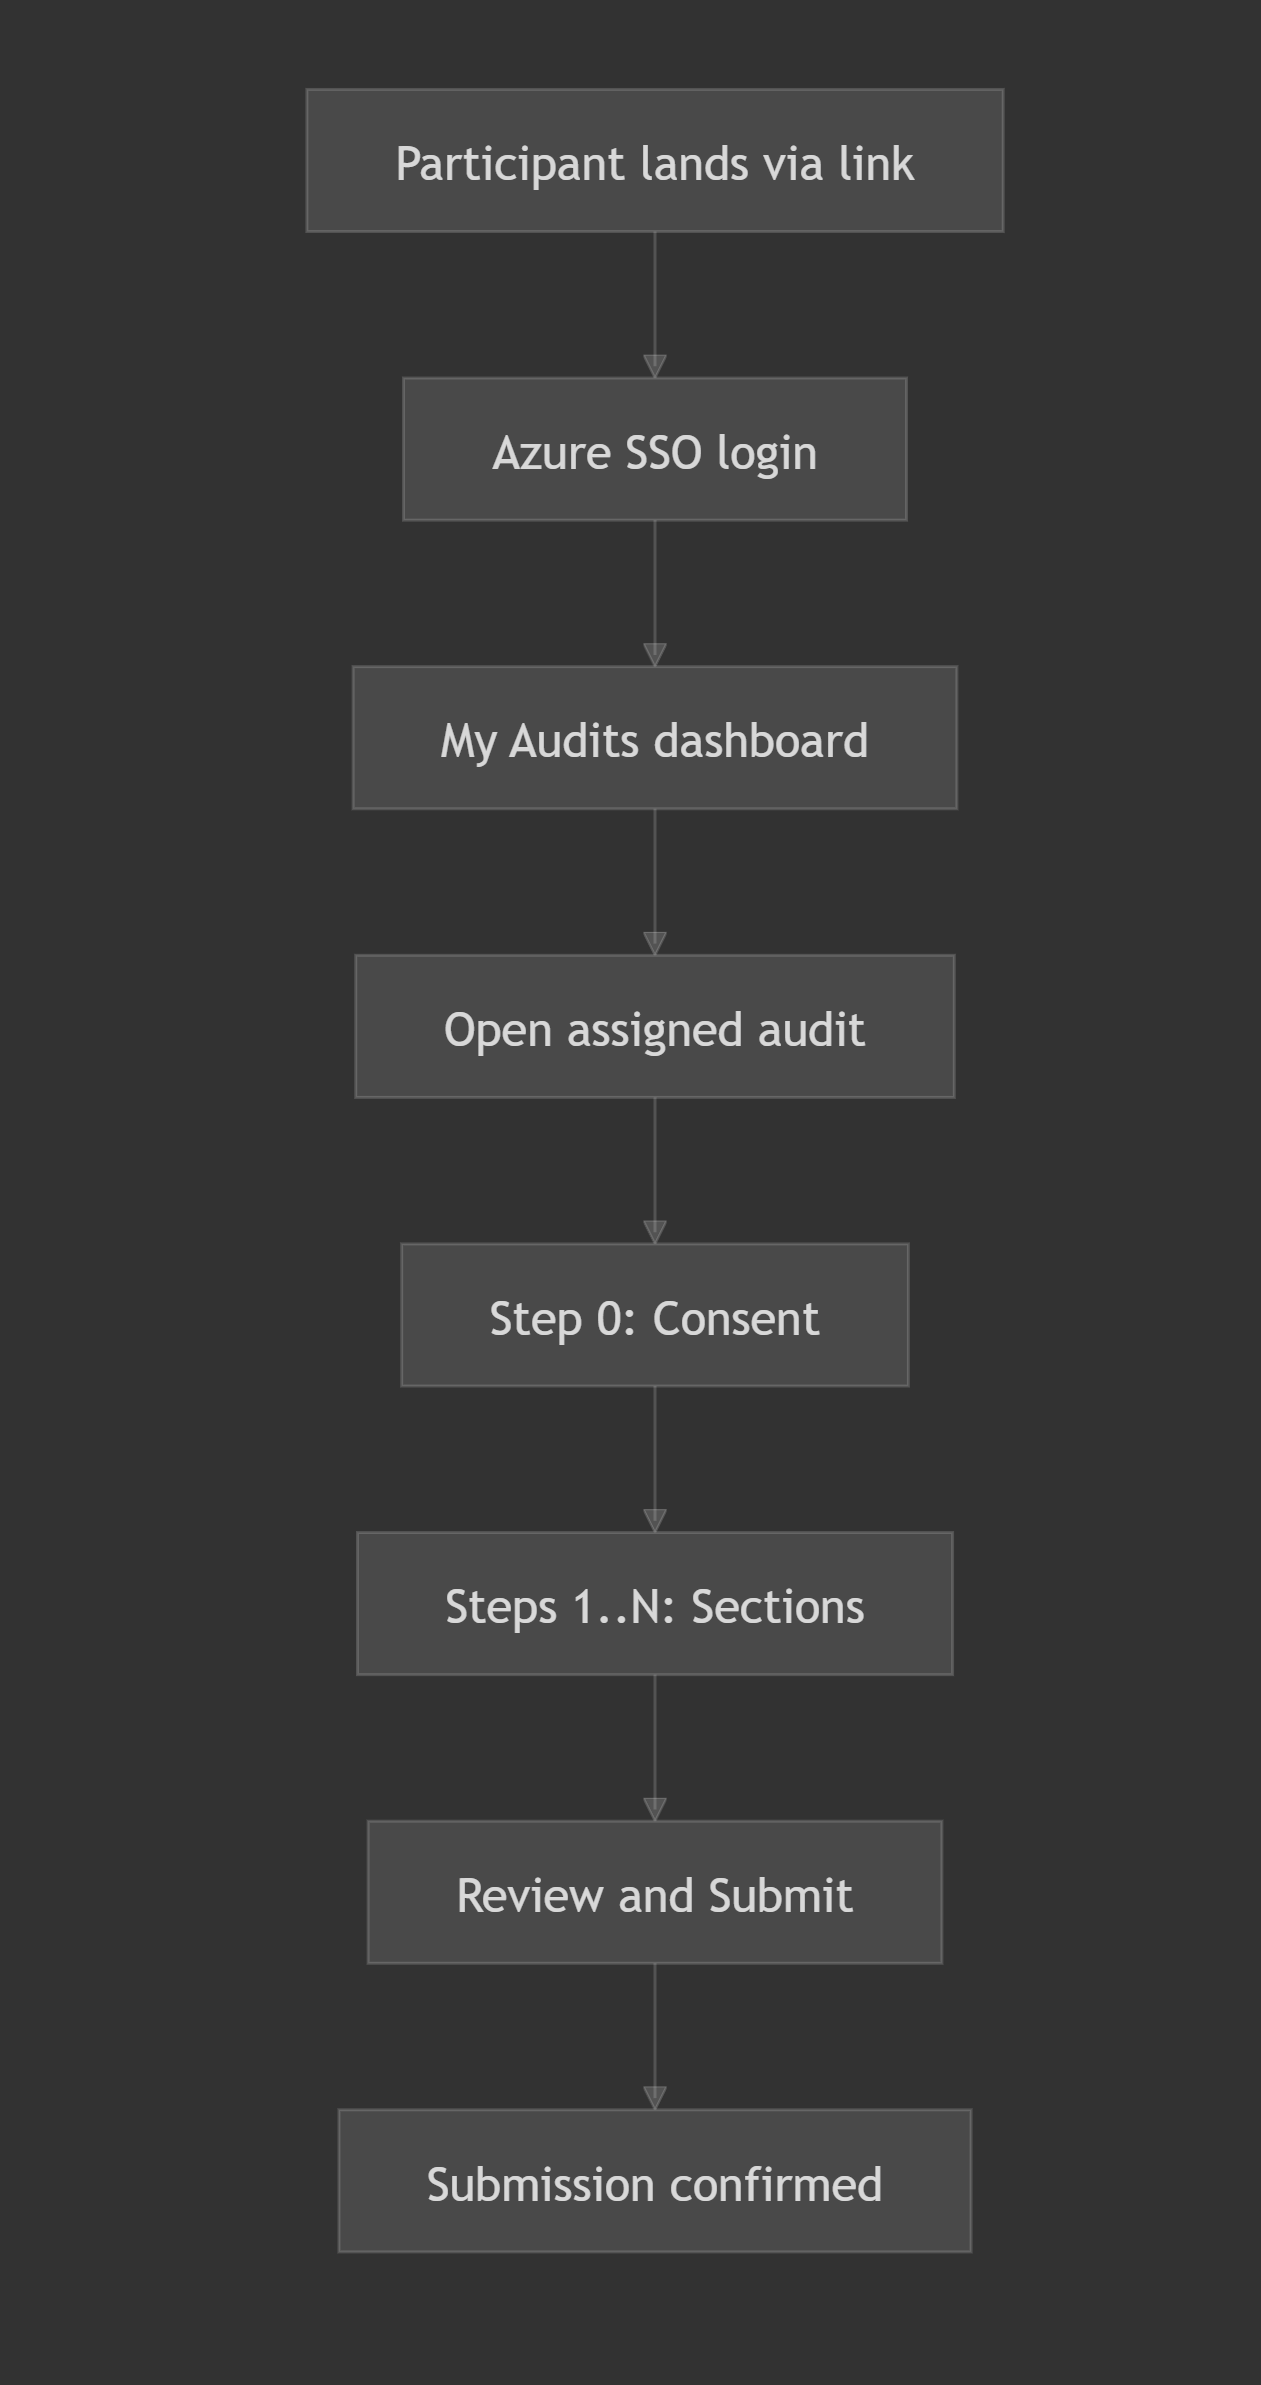 Participant lands via link
Azure SSO login
My Audits dashboard
Open assigned audit
Step 0: Consent
Steps 1..N: Sections
Review and Submit
Submission confirmed